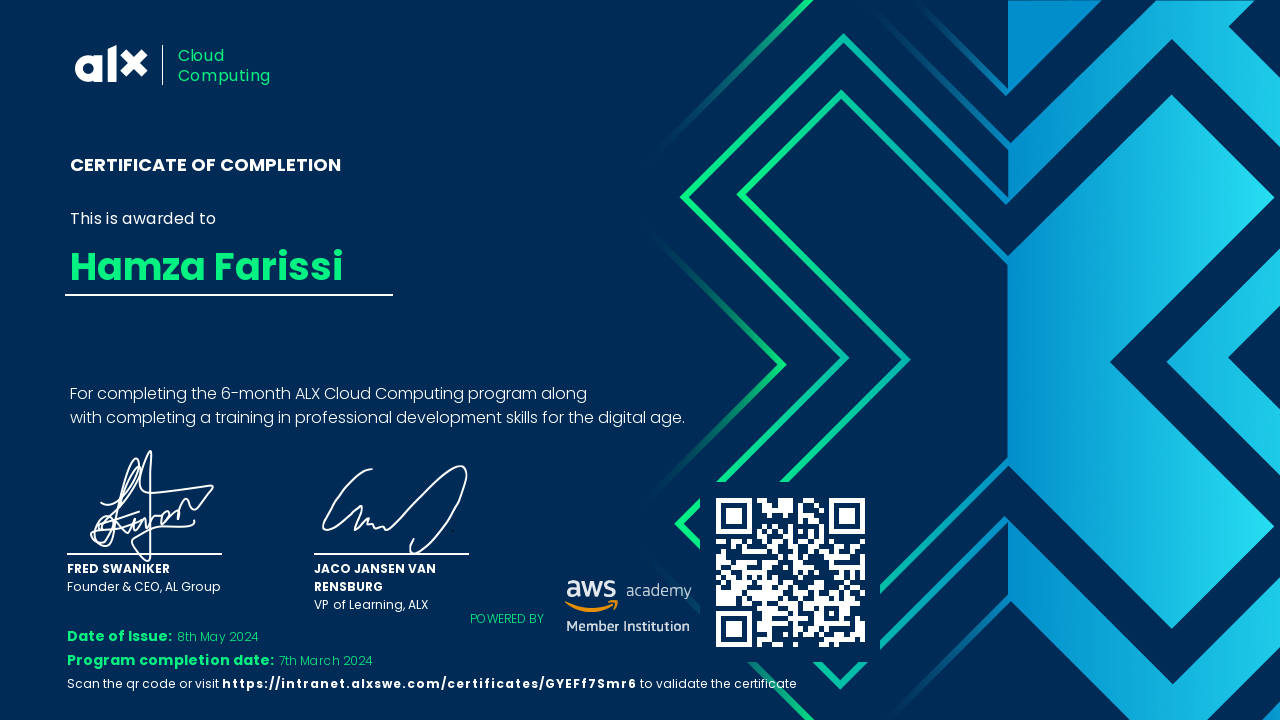 alx
Cloud
Computing
CERTIFICATE OF COMPLETION
This is awarded to
Hamza Farissi
For completing the 6-month ALX Cloud Computing program along
with completing a training in professional development skills for the digital age.
FRED SWANIKER
Founder & CEO, AL Group
JACO JANSEN VAN
RENSBURG
VP of Learning, ALX
POWERED BY
aws academy
Member Institution
Date of Issue: 8th May 2024
Program completion date: 7th March 2024
Scan the qr code or visit https://intranet.alxswe.com/certificates/GYEFf7Smr6 to validate the certificate